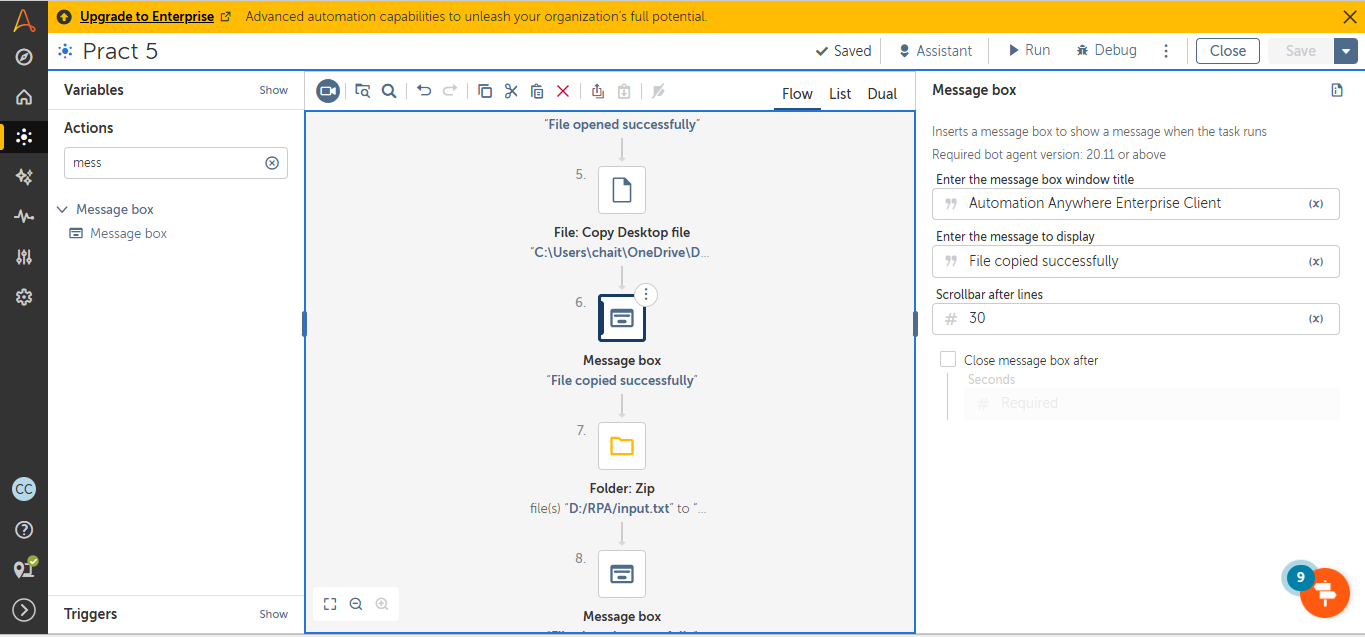 Upgrade to Enterprise Advanced automation capabilities to unleash your organization's full potential.
Pract 5
Saved
Assistant
Run
Debug
Close
Save
Variables
Show
Actions
mess
Message box
Message box
CC
Triggers
Show
Flow
List
Dual
"File opened successfully"
5.
File: Copy Desktop file
"C:\Users\chait\OneDrive\D...
6.
Message box
"File copied successfully"
7.
Folder: Zip
file(s) "D:/RPA/input.txt" to "...
8.
Message box
Message box
Inserts a message box to show a message when the task runs
Required bot agent version: 20.11 or above
Enter the message box window title
Automation Anywhere Enterprise Client (x)
Enter the message to display
File copied successfully (x)
Scrollbar after lines
# 30 (x)
Close message box after
Seconds
# Required
9